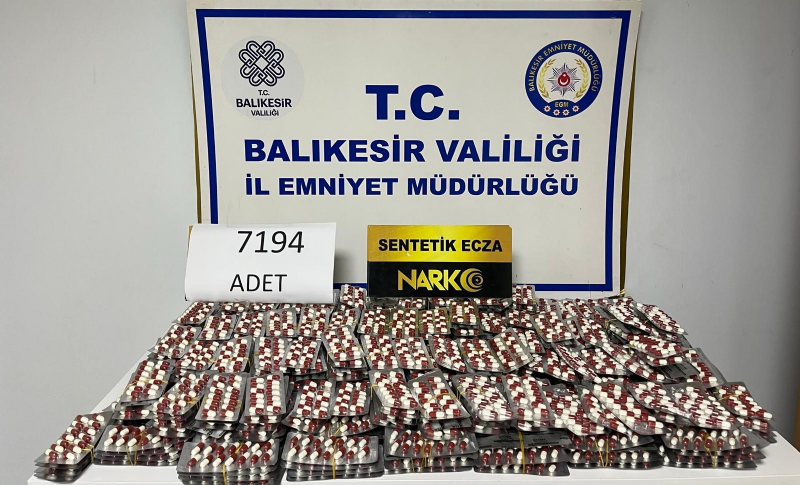 T.C.
BALIKESİR
VALİLİĞİ
BALIKESİR EMNİYET MÜDÜRLÜĞÜ
EGM
T.C.
BALIKESİR VALİLİĞİ
İL EMNİYET MÜDÜRLÜĞÜ
7194
ADET
SENTETİK ECZA
NARKO